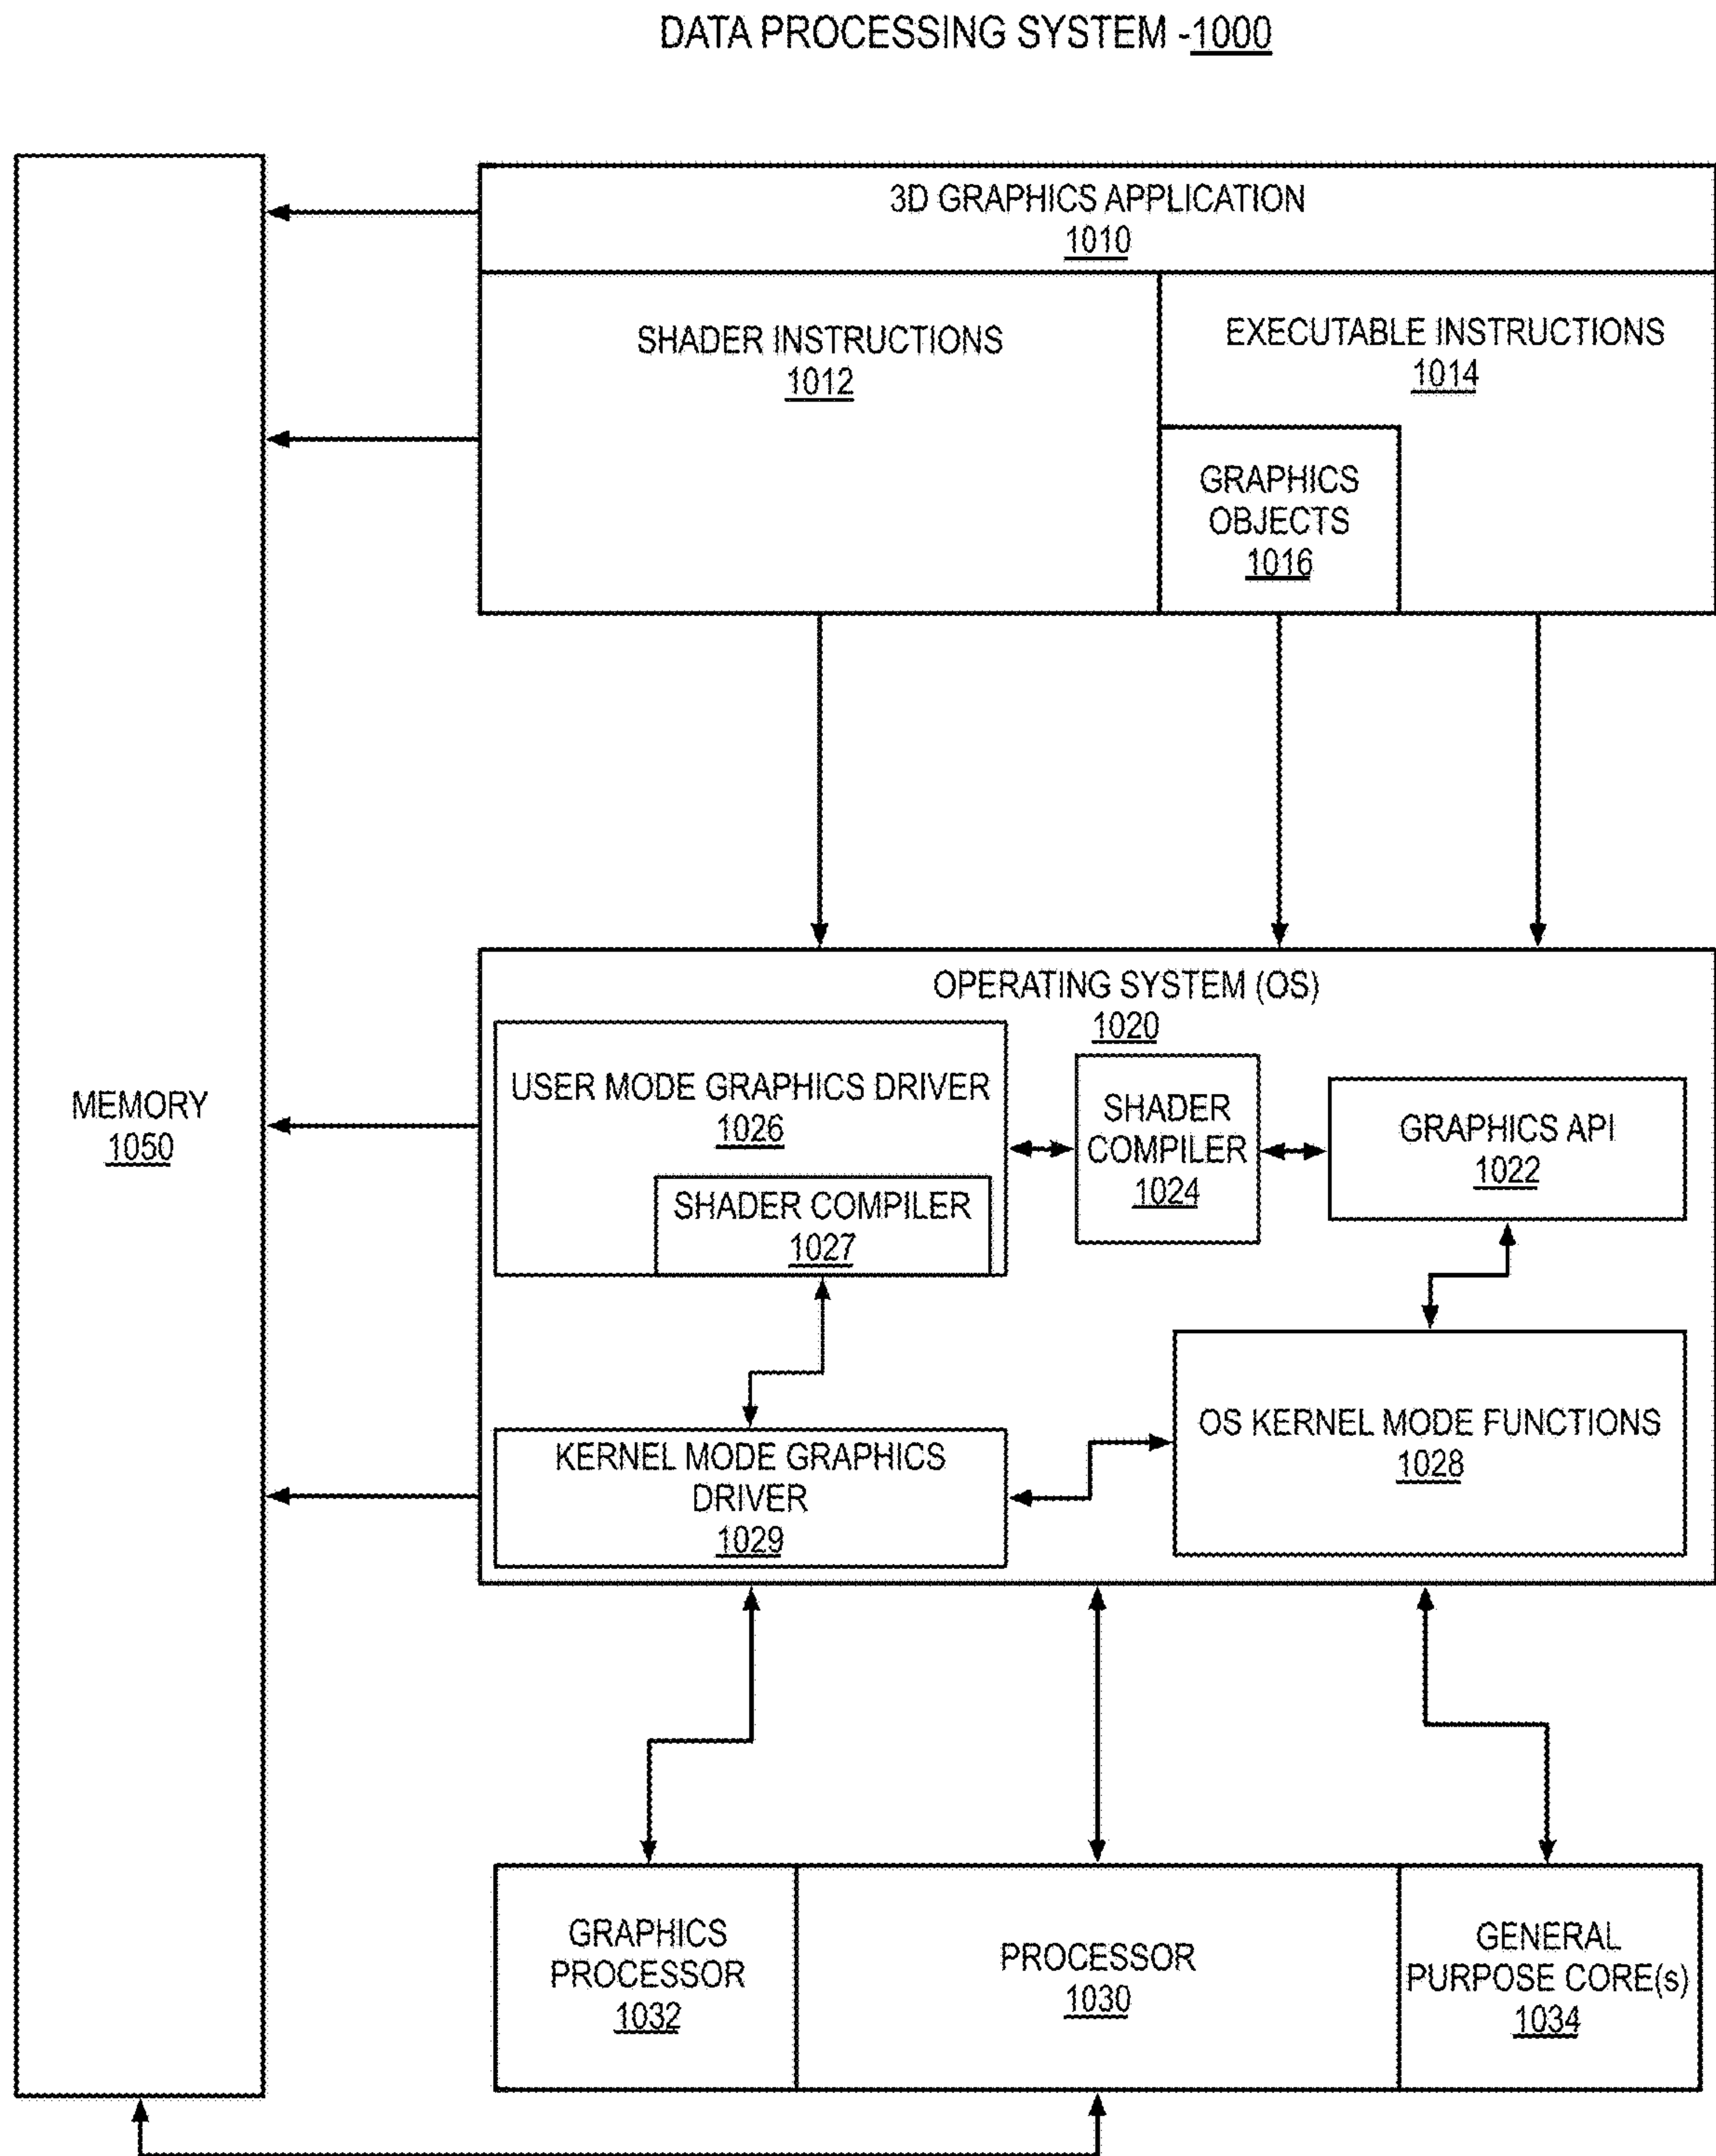 DATA PROCESSING SYSTEM -1000
3D GRAPHICS APPLICATION
1010
SHADER INSTRUCTIONS
1012
EXECUTABLE INSTRUCTIONS
1014
GRAPHICS
OBJECTS
1016
MEMORY
1050
OPERATING SYSTEM (OS)
1020
USER MODE GRAPHICS DRIVER
1026
SHADER COMPILER
1027
SHADER
COMPILER
1024
GRAPHICS API
1022
KERNEL MODE GRAPHICS
DRIVER
1029
OS KERNEL MODE FUNCTIONS
1028
GRAPHICS
PROCESSOR
1032
PROCESSOR
1030
GENERAL
PURPOSE CORE(s)
1034